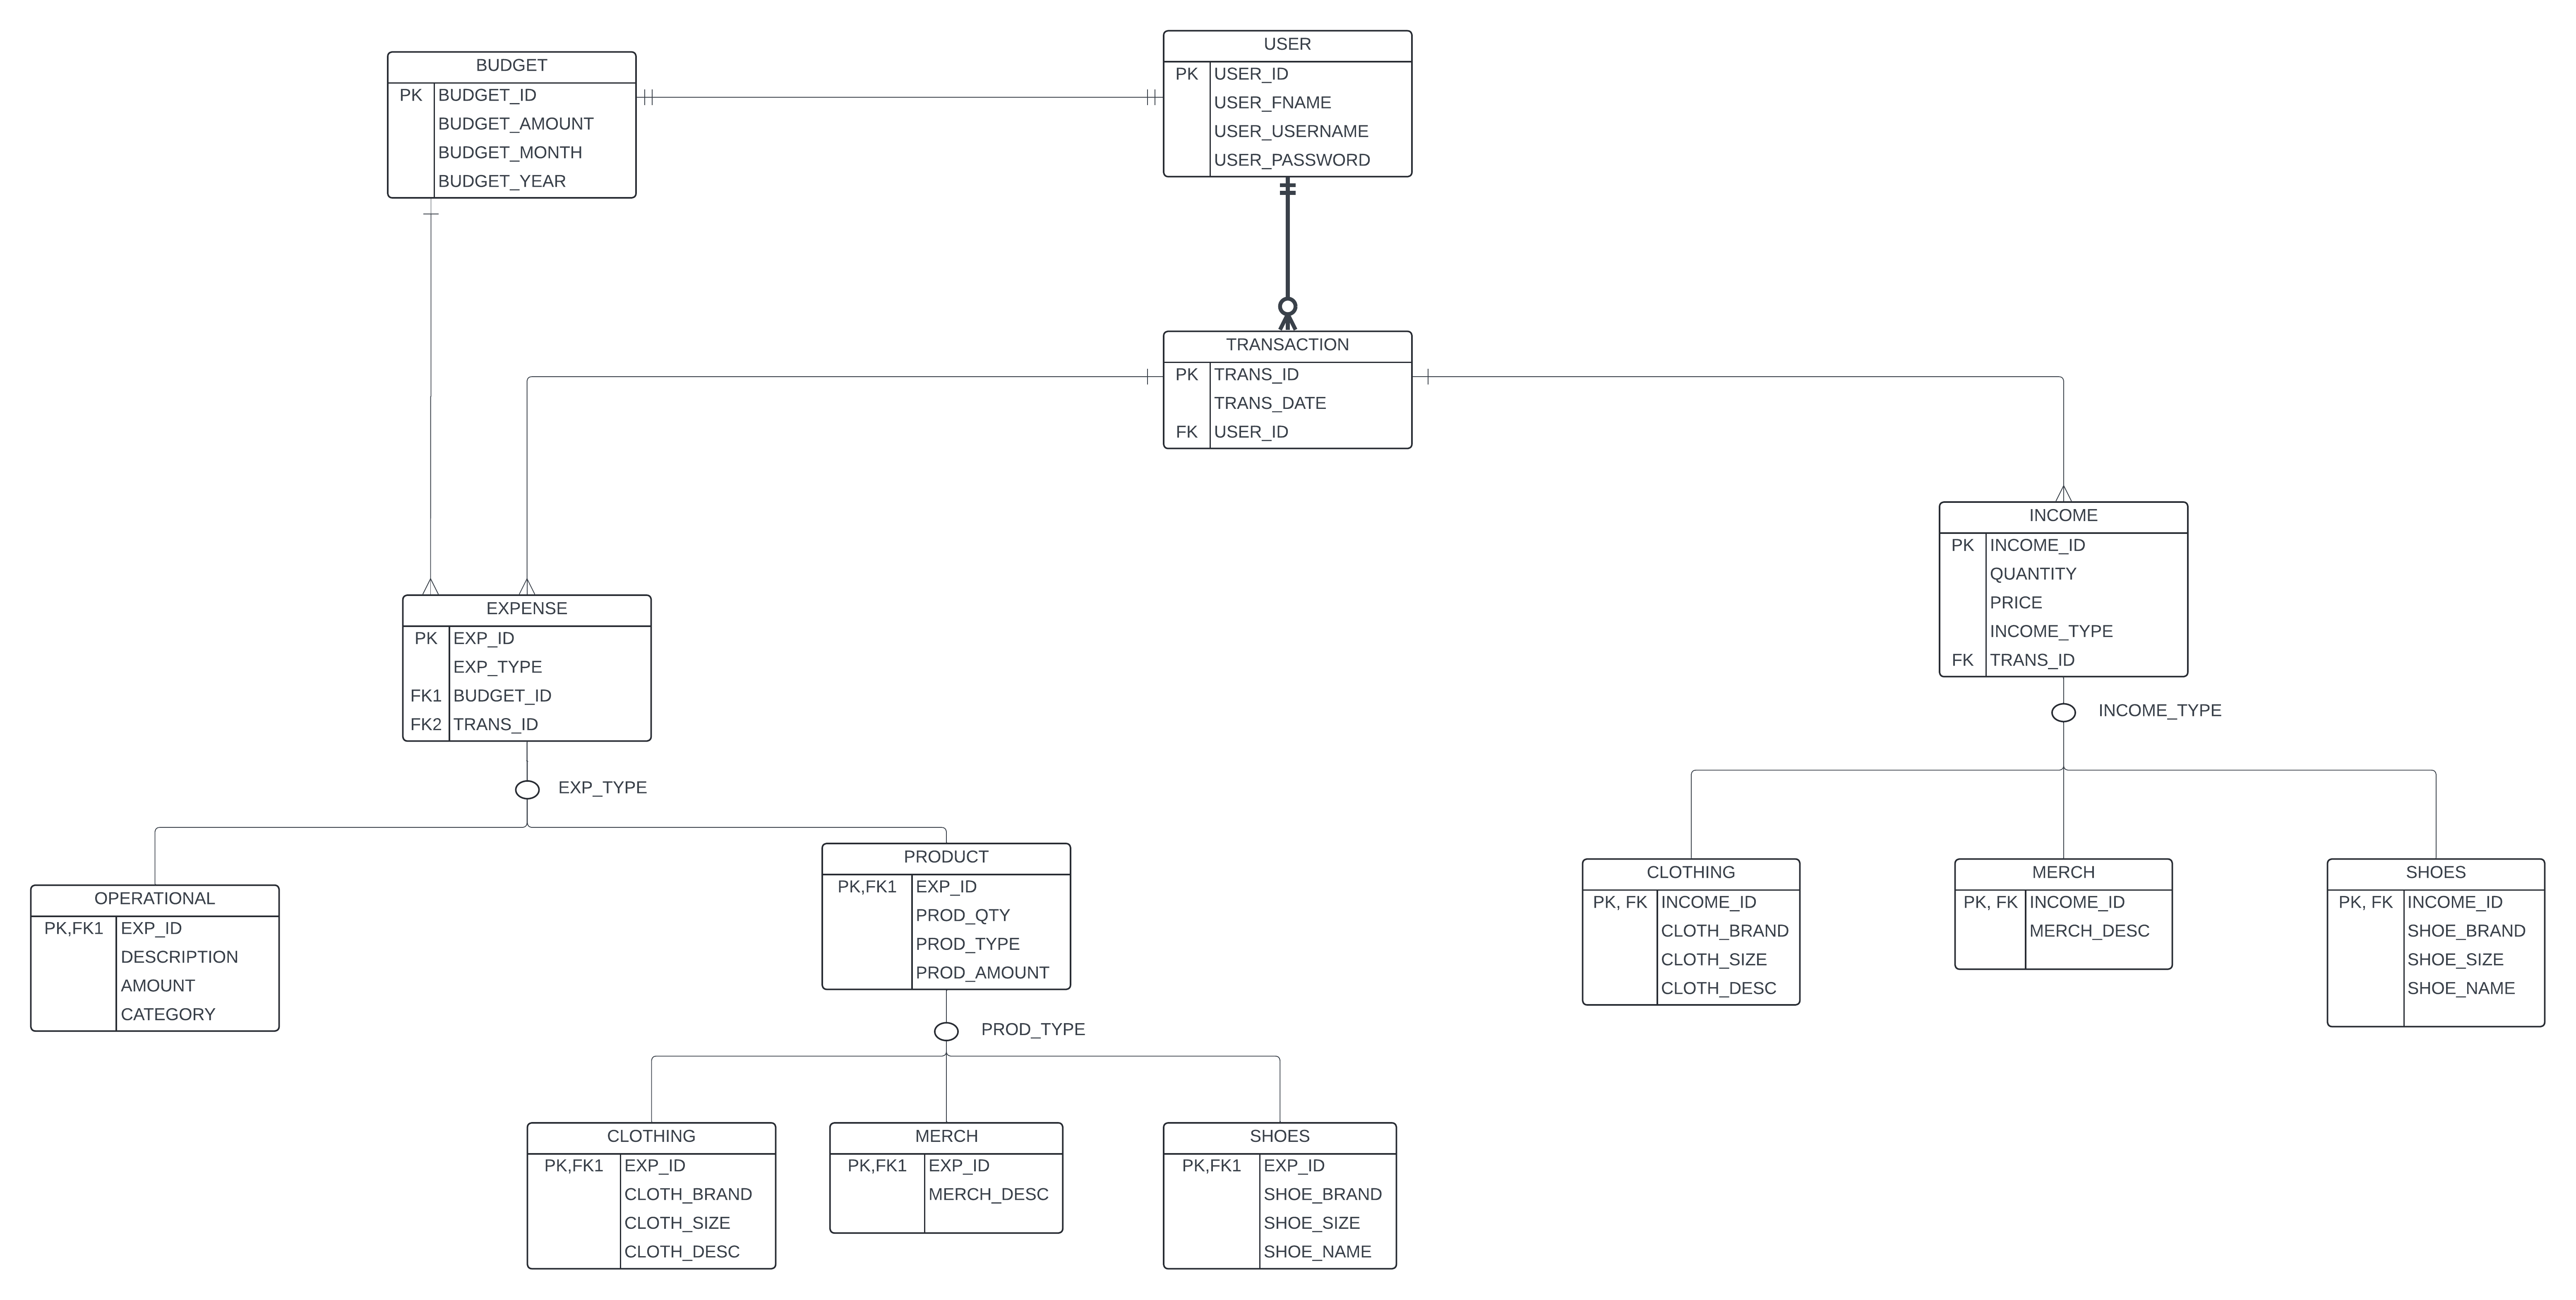 BUDGET
PK BUDGET_ID
BUDGET_AMOUNT
BUDGET_MONTH
BUDGET_YEAR
USER
PK USER_ID
USER_FNAME
USER_USERNAME
USER_PASSWORD
TRANSACTION
PK TRANS_ID
TRANS_DATE
FK USER_ID
EXPENSE
PK EXP_ID
EXP_TYPE
FK1 BUDGET_ID
FK2 TRANS_ID
EXP_TYPE
INCOME
PK INCOME_ID
QUANTITY
PRICE
INCOME_TYPE
FK TRANS_ID
INCOME_TYPE
OPERATIONAL
PK,FK1 EXP_ID
DESCRIPTION
AMOUNT
CATEGORY
PRODUCT
PK,FK1 EXP_ID
PROD_QTY
PROD_TYPE
PROD_AMOUNT
PROD_TYPE
CLOTHING
PK, FK INCOME_ID
CLOTH_BRAND
CLOTH_SIZE
CLOTH_DESC
MERCH
PK, FK INCOME_ID
MERCH_DESC
SHOES
PK, FK INCOME_ID
SHOE_BRAND
SHOE_SIZE
SHOE_NAME
CLOTHING
PK,FK1 EXP_ID
CLOTH_BRAND
CLOTH_SIZE
CLOTH_DESC
MERCH
PK,FK1 EXP_ID
MERCH_DESC
SHOES
PK,FK1 EXP_ID
SHOE_BRAND
SHOE_SIZE
SHOE_NAME